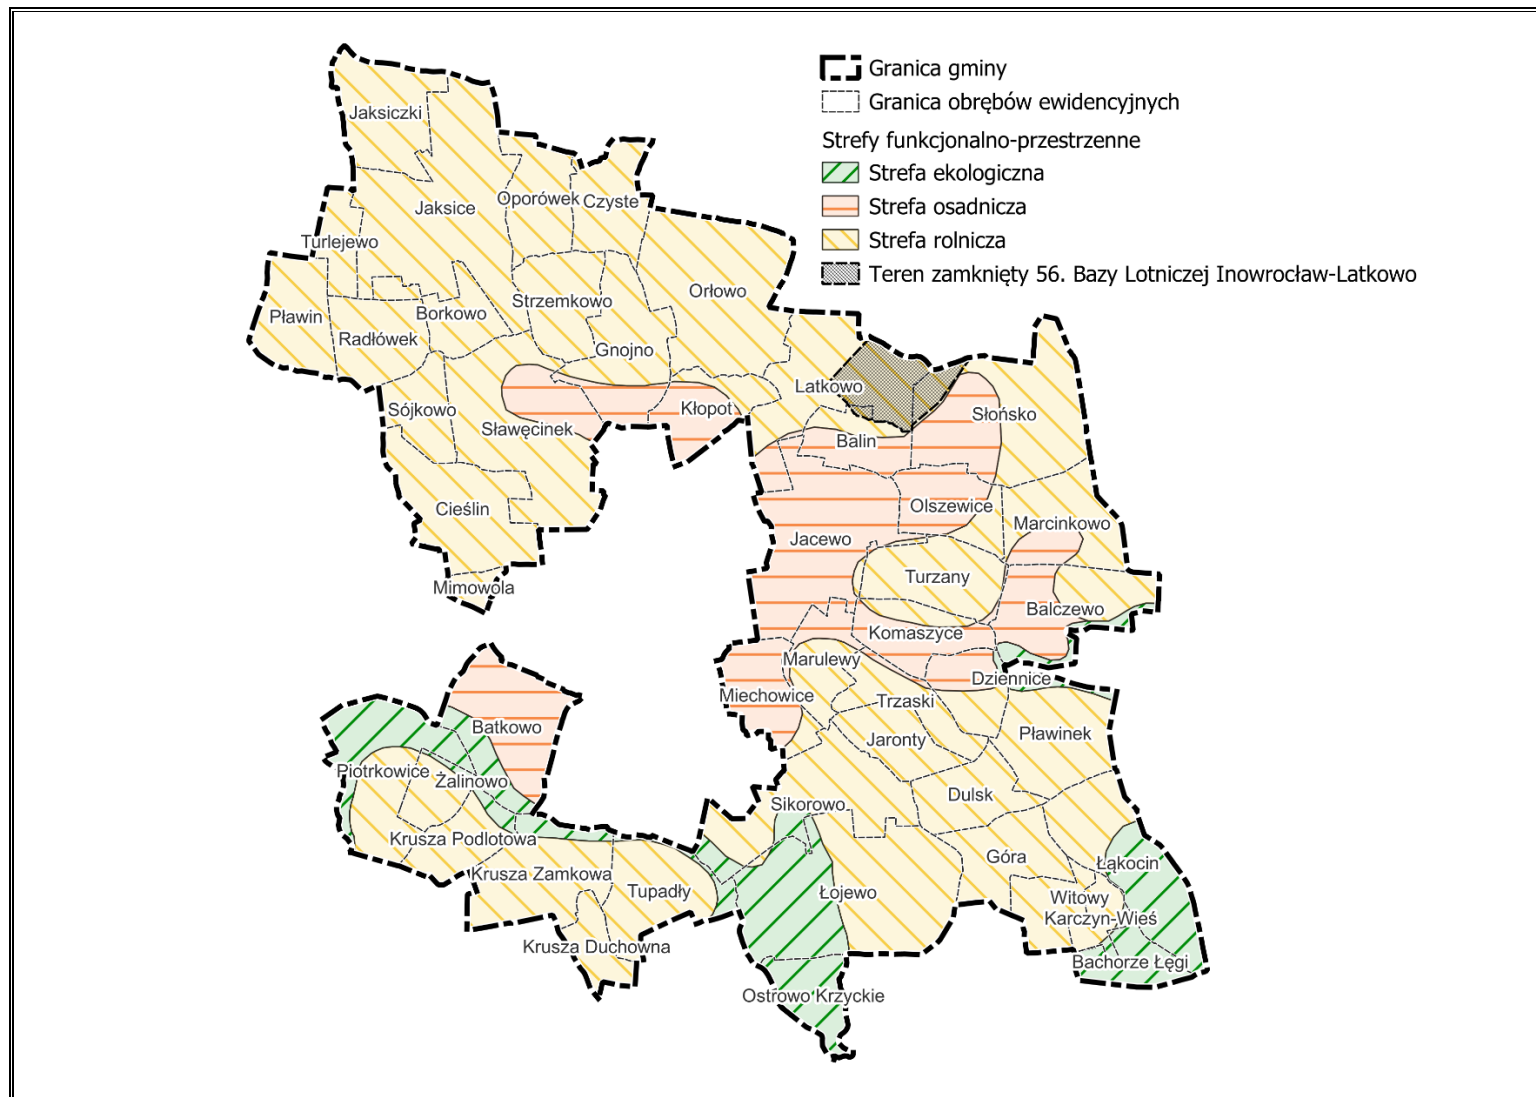 Granica gminy
Granica obrębów ewidencyjnych
Strefy funkcjonalno-przestrzenne
Strefa ekologiczna
Strefa osadnicza
Strefa rolnicza
Teren zamknięty 56. Bazy Lotniczej Inowrocław-Latkowo
Jaksiczki
Jaksice
Oporówek
Czyste
Turlejewo
Orłowo
Strzemkowo
Pławin
Borkowo
Radłówek
Gnojno
Latkowo
Sójkowo
Kłopot
Słońsko
Sławęcinek
Balin
Cieślin
Olszewice
Marcinkowo
Jacewo
Turzany
Mimowola
Balczewo
Komaszyce
Marulewy
Dziennice
Miechowice
Trzaski
Batkowo
Jaronty
Pławinek
Piotrkowice
Żalinowo
Dulsk
Sikorowo
Krusza Podlotowa
Góra
Łąkocin
Krusza Zamkowa
Tupadły
Łojewo
Witowy
Karczyn-Wieś
Krusza Duchowna
Bachorze Łęgi
Ostrowo Krzyckie